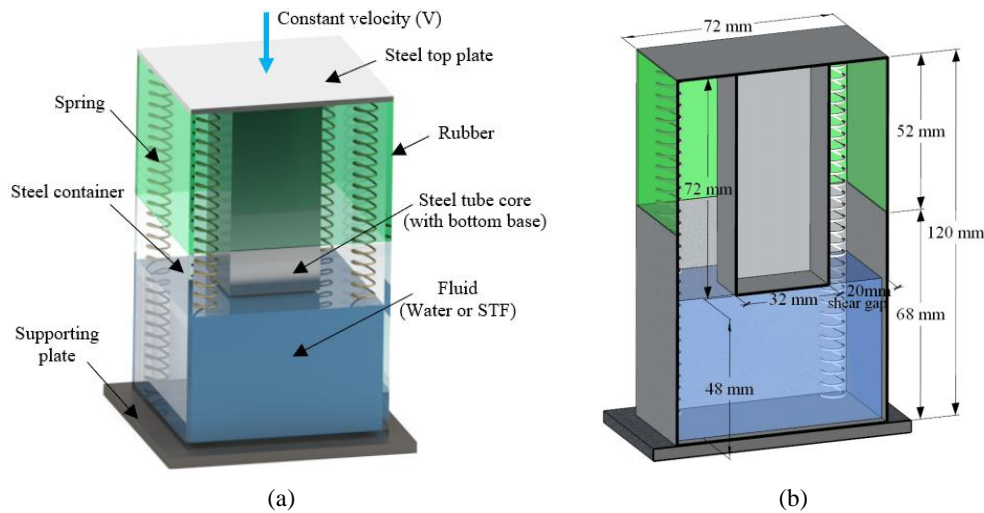 Constant velocity (V)
Steel top plate
Spring
Rubber
Steel container
Steel tube core
(with bottom base)
Fluid
(Water or STF)
Supporting
plate
(a)
72 mm
52 mm
72 mm
120 mm
32 mm
20mm
shear gap
68 mm
48 mm
(b)